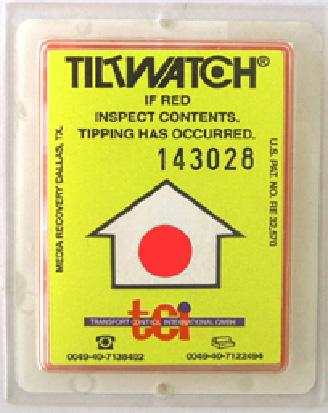 TILTWATCH®
IF RED
INSPECT CONTENTS.
TIPPING HAS OCCURRED.
143028
MEDIA RECOVERY DALLAS, TX.
U.S. PAT. NO. RE 32,570
tci
TRANSPORT CONTROL INTERNATIONAL GMBH
0049-40-7138402
0049-40-7122494